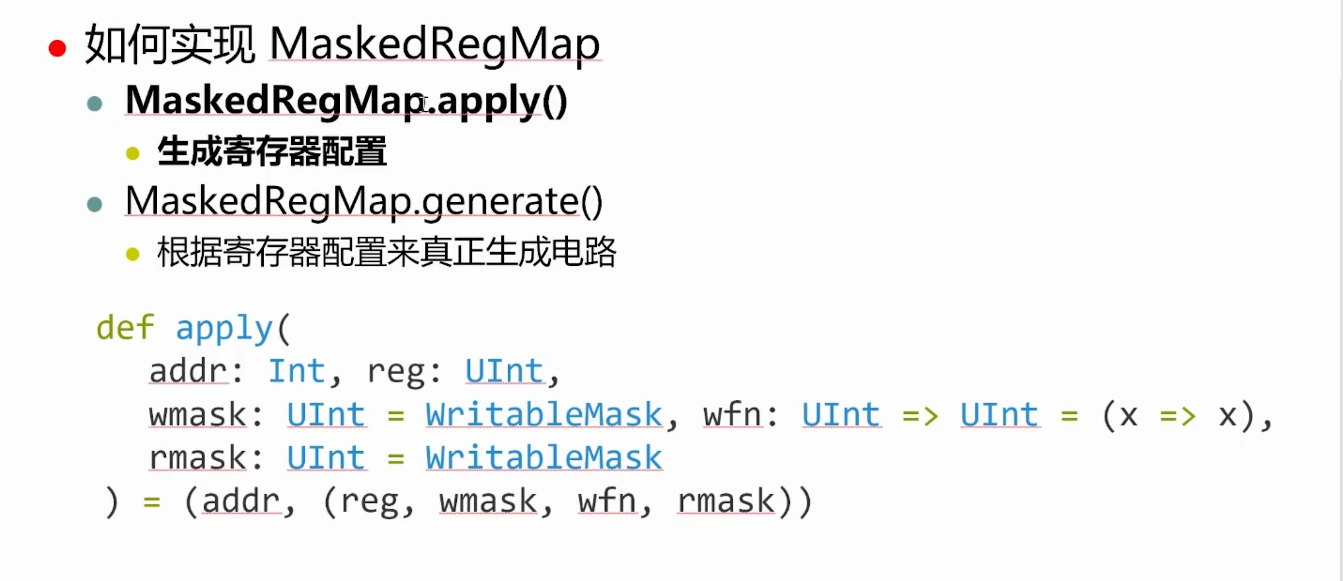 如何实现 MaskedRegMap
MaskedRegMap.apply()
生成寄存器配置
MaskedRegMap.generate()
根据寄存器配置来真正生成电路
def apply(
addr: Int, reg: UInt,
wmask: UInt = WritableMask, wfn: UInt => UInt = (x => x),
rmask: UInt = WritableMask
) = (addr, (reg, wmask, wfn, rmask))